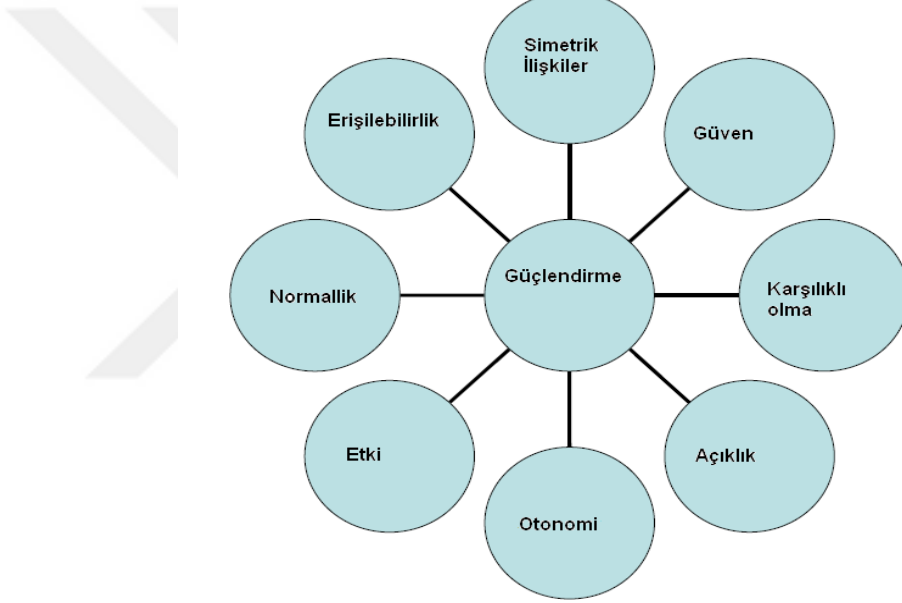 Simetrik
İlişkiler
Erişilebilirlik
Güven
Güçlendirme
Normallik
Karşılıklı
olma
Etki
Açıklık
Otonomi